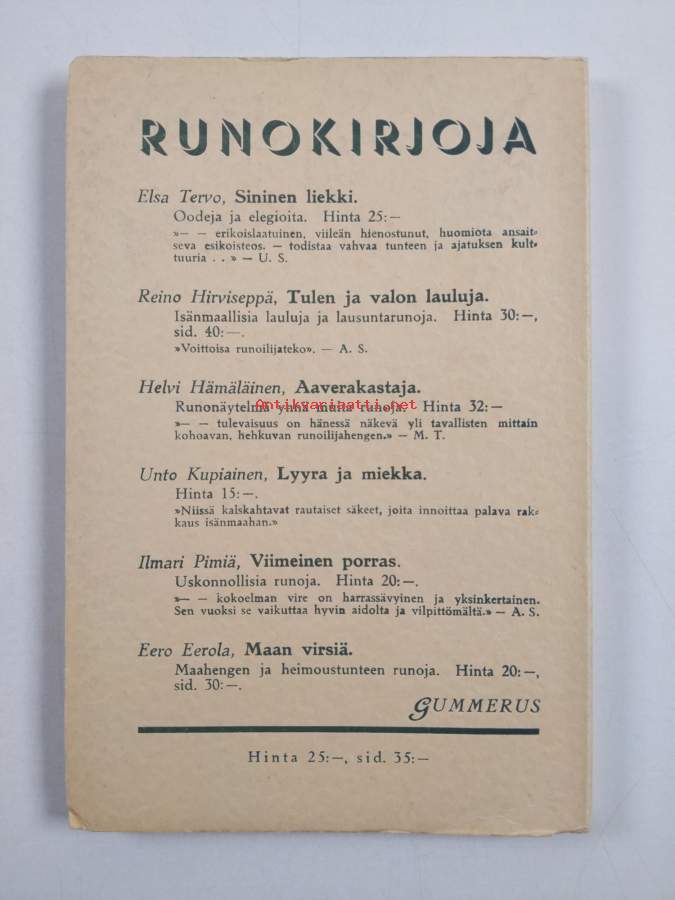 RUNOKIRJOJA
Elsa Tervo, Sininen liekki.
Oodeja ja elegioita. Hinta 25:—
»— — erikoislaatuinen, viileän hienostunut, huomiota ansait-
seva esikoisteos. — todistaa vahvaa tunteen ja ajatuksen kult-
tuuria . . » — U. S.
Reino Hirviseppä, Tulen ja valon lauluja.
Isänmaallisia lauluja ja lausuntarunoja. Hinta 30:—,
sid. 40:—.
»Voittoisa runoilijateko». — A. S.
Helvi Hämäläinen, Aaverakastaja.
Antikvariaatti.net
Runonäytelmä ynnä muita runoja. Hinta 32:—
»— — tulevaisuus on hänessä näkevä yli tavallisten mittain
kohoavan, hehkuvan runoilijahengen.» — M. T.
Unto Kupiainen, Lyyra ja miekka.
Hinta 15:—.
»Niissä kalskahtavat rautaiset säkeet, joita innoittaa palava rak-
kaus isänmaahan.»
Ilmari Pimiä, Viimeinen porras.
Uskonnollisia runoja. Hinta 20:—.
»— — kokoelman vire on harrassävyinen ja yksinkertainen.
Sen vuoksi se vaikuttaa hyvin aidolta ja vilpittömältä.» — A. S.
Eero Eerola, Maan virsiä.
Maahengen ja heimoustunteen runoja. Hinta 20:—,
sid. 30:—.
GUMMERUS
Hinta 25:—, sid. 35:—